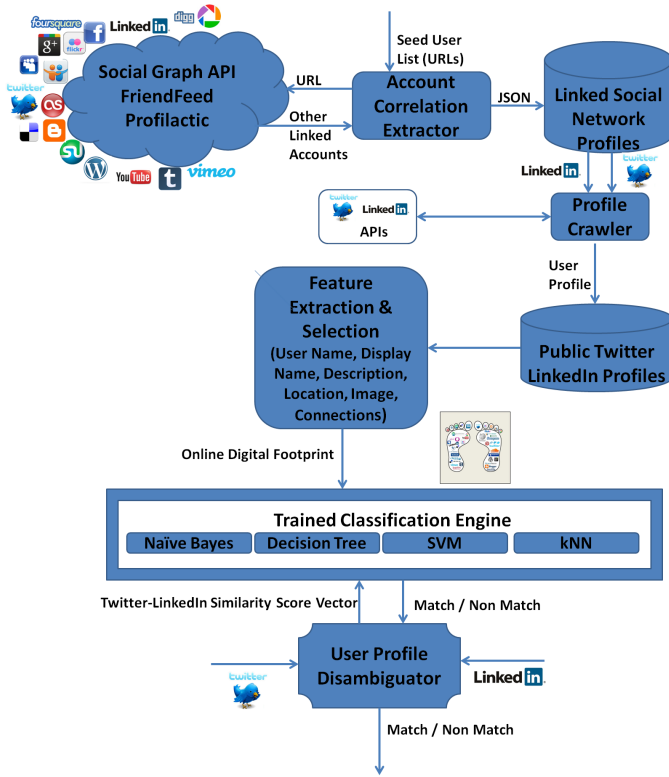 foursquare
LinkedIn
digg
g+
flickr
f
twitter
as
B
YouTube
t
vimeo
Social Graph API
FriendFeed
Profilactic
URL
Other
Linked
Accounts
Seed User
List (URLs)
Account
Correlation
Extractor
JSON
Linked Social
Network
Profiles
LinkedIn
twitter
twitter
LinkedIn
APIs
Profile
Crawler
User
Profile
Feature
Extraction &
Selection
(User Name, Display
Name, Description,
Location, Image,
Connections)
Public Twitter
LinkedIn Profiles
Online Digital Footprint
Trained Classification Engine
Naïve Bayes
Decision Tree
SVM
kNN
Twitter-LinkedIn Similarity Score Vector
Match / Non Match
User Profile
Disambiguator
twitter
LinkedIn
Match / Non Match